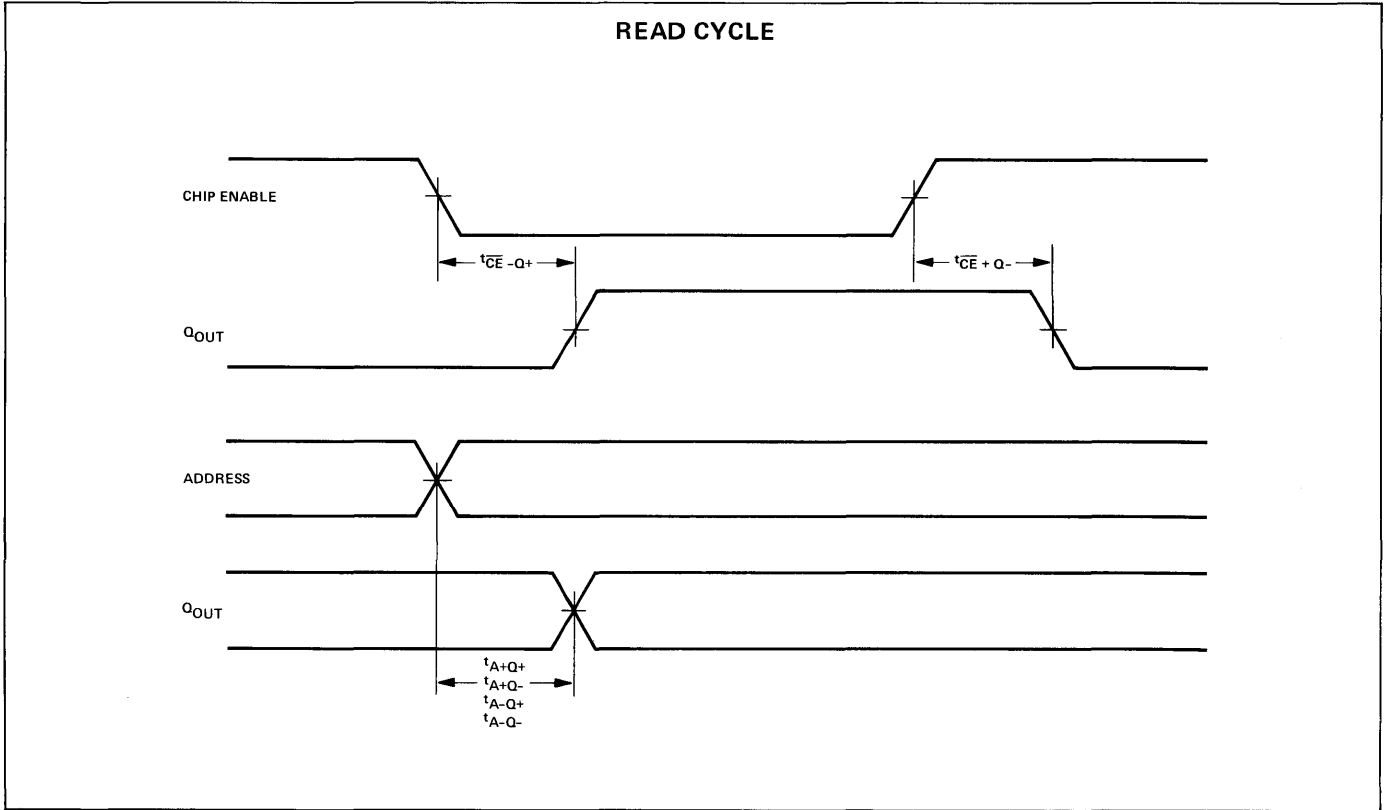 READ CYCLE
CHIP ENABLE
tCE -Q+
tCE + Q-
QOUT
ADDRESS
QOUT
tA+Q+
tA+Q-
tA-Q+
tA-Q-